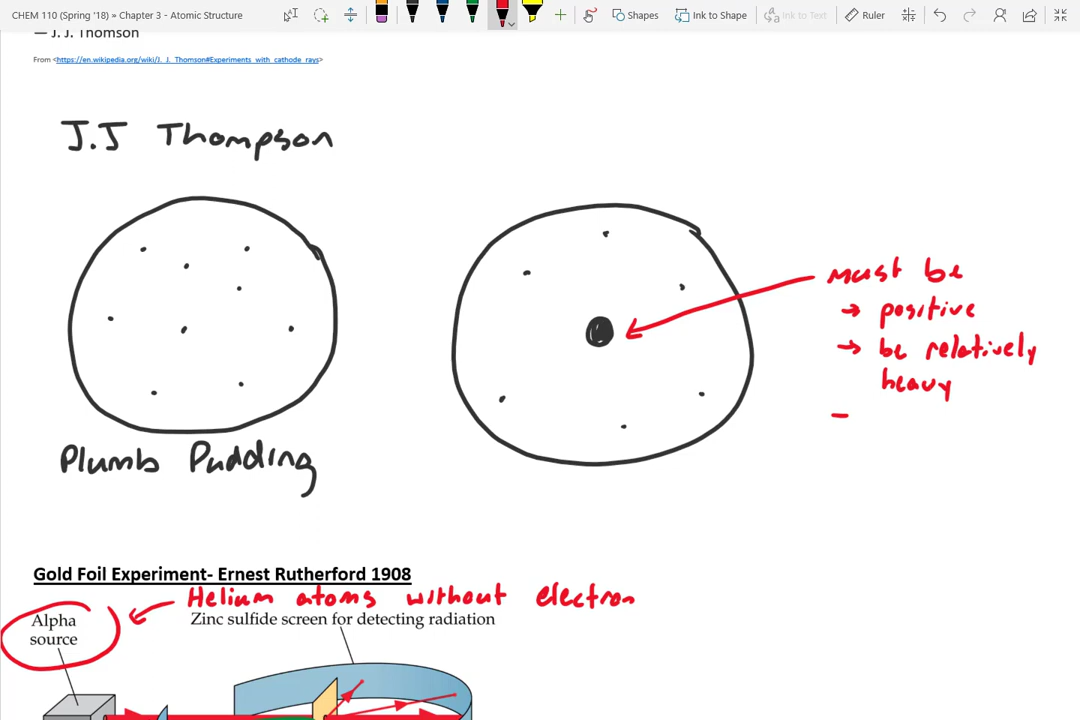 CHEM 110 (Spring '18) » Chapter 3 - Atomic Structure
Shapes
Ink to Shape
Ink to Text
Ruler
— J. J. Thomson
From <https://en.wikipedia.org/wiki/J._J._Thomson#Experiments_with_cathode_rays>
J.J Thompson
must be
→ positive
→ be relatively
heavy
Plumb Pudding
Gold Foil Experiment- Ernest Rutherford 1908
Helium atoms without electron
Alpha
source
Zinc sulfide screen for detecting radiation